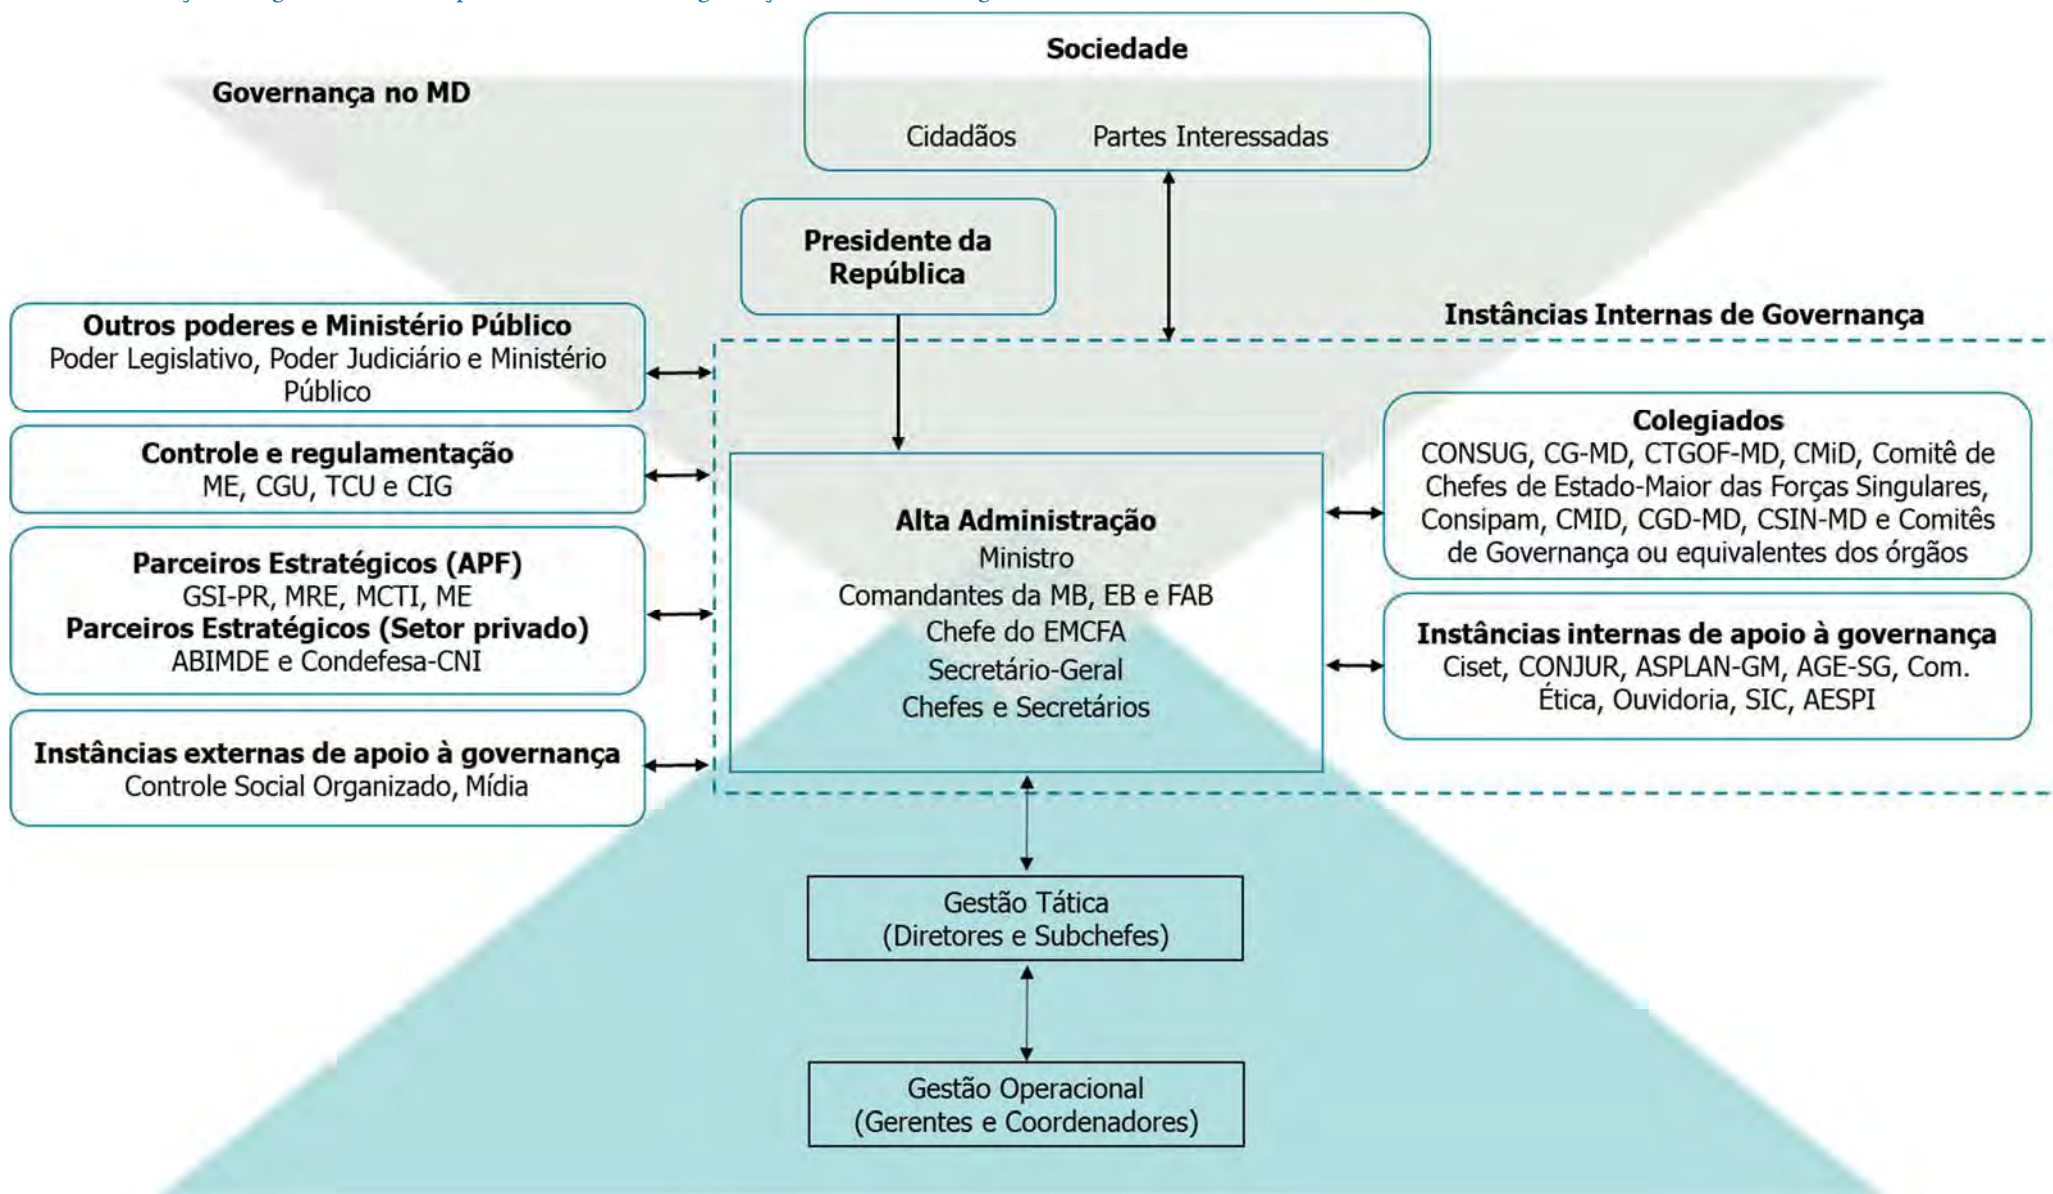 Governança no MD
Sociedade
Cidadãos Partes Interessadas
Presidente da
República
Outros poderes e Ministério Público
Poder Legislativo, Poder Judiciário e Ministério
Público
Controle e regulamentação
ME, CGU, TCU e CIG
Parceiros Estratégicos (APF)
GSI-PR, MRE, MCTI, ME
Parceiros Estratégicos (Setor privado)
ABIMDE e Condefesa-CNI
Instâncias externas de apoio à governança
Controle Social Organizado, Mídia
Alta Administração
Ministro
Comandantes da MB, EB e FAB
Chefe do EMCFA
Secretário-Geral
Chefes e Secretários
Instâncias Internas de Governança
Colegiados
CONSUG, CG-MD, CTGOF-MD, CMiD, Comitê de
Chefes de Estado-Maior das Forças Singulares,
Consipam, CMID, CGD-MD, CSIN-MD e Comitês
de Governança ou equivalentes dos órgãos
Instâncias internas de apoio à governança
Ciset, CONJUR, ASPLAN-GM, AGE-SG, Com.
Ética, Ouvidoria, SIC, AESPI
Gestão Tática
(Diretores e Subchefes)
Gestão Operacional
(Gerentes e Coordenadores)